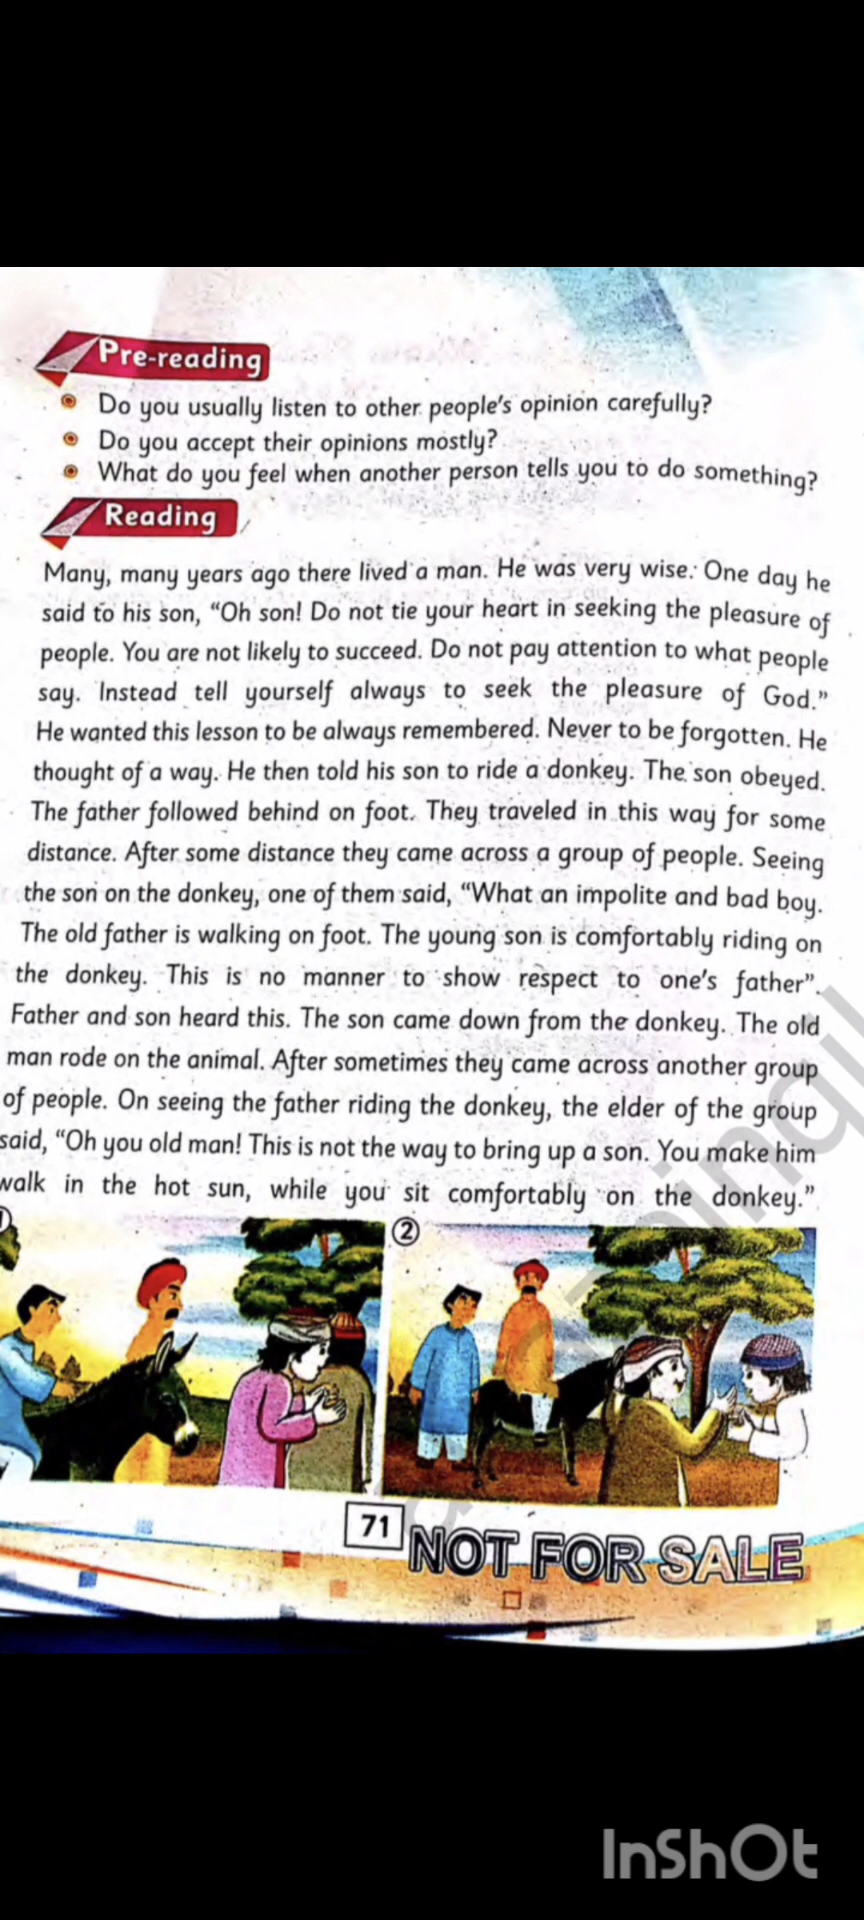 Pre-reading
Do you usually listen to other people's opinion carefully?
Do you accept their opinions mostly?
What do you feel when another person tells you to do something?
Reading
Many, many years ago there lived a man. He was very wise. One day he
said to his son, "Oh son! Do not tie your heart in seeking the pleasure of
people. You are not likely to succeed. Do not pay attention to what people
say. Instead tell yourself always to seek the pleasure of God."
He wanted this lesson to be always remembered. Never to be forgotten. He
thought of a way. He then told his son to ride a donkey. The son obeyed.
The father followed behind on foot. They traveled in this way for some
distance. After some distance they came across a group of people. Seeing
the son on the donkey, one of them said, "What an impolite and bad boy.
The old father is walking on foot. The young son is comfortably riding on
the donkey. This is no manner to show respect to one's father".
Father and son heard this. The son came down from the donkey. The old
man rode on the animal. After sometimes they came across another group
of people. On seeing the father riding the donkey, the elder of the group
said, "Oh you old man! This is not the way to bring up a son. You make him
walk in the hot sun, while you sit comfortably on the donkey."
1
2
71
NOT FOR SALE
InShOt